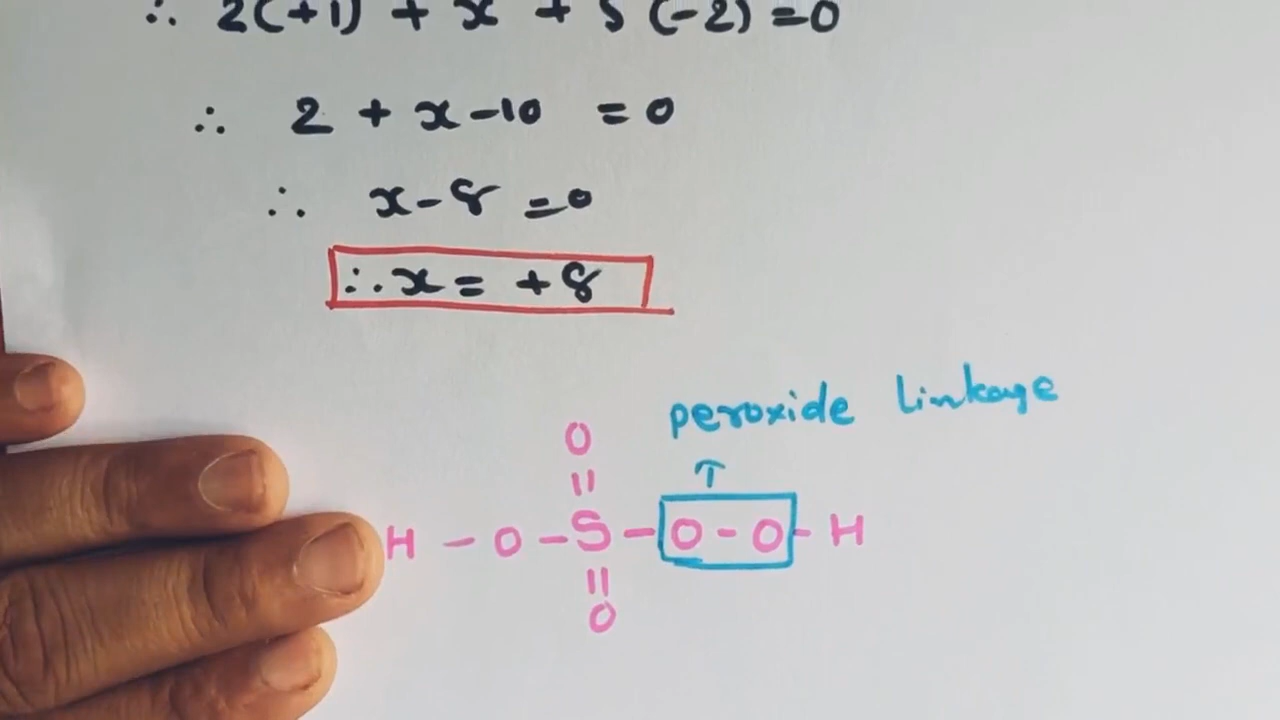 ∴ 2(+1) + x + 5(-2) = 0
∴ 2 + x - 10 = 0
∴ x - 8 = 0
∴ x = + 8
peroxide linkage
↑
O
||
H - O - S - O - O - H
||
O